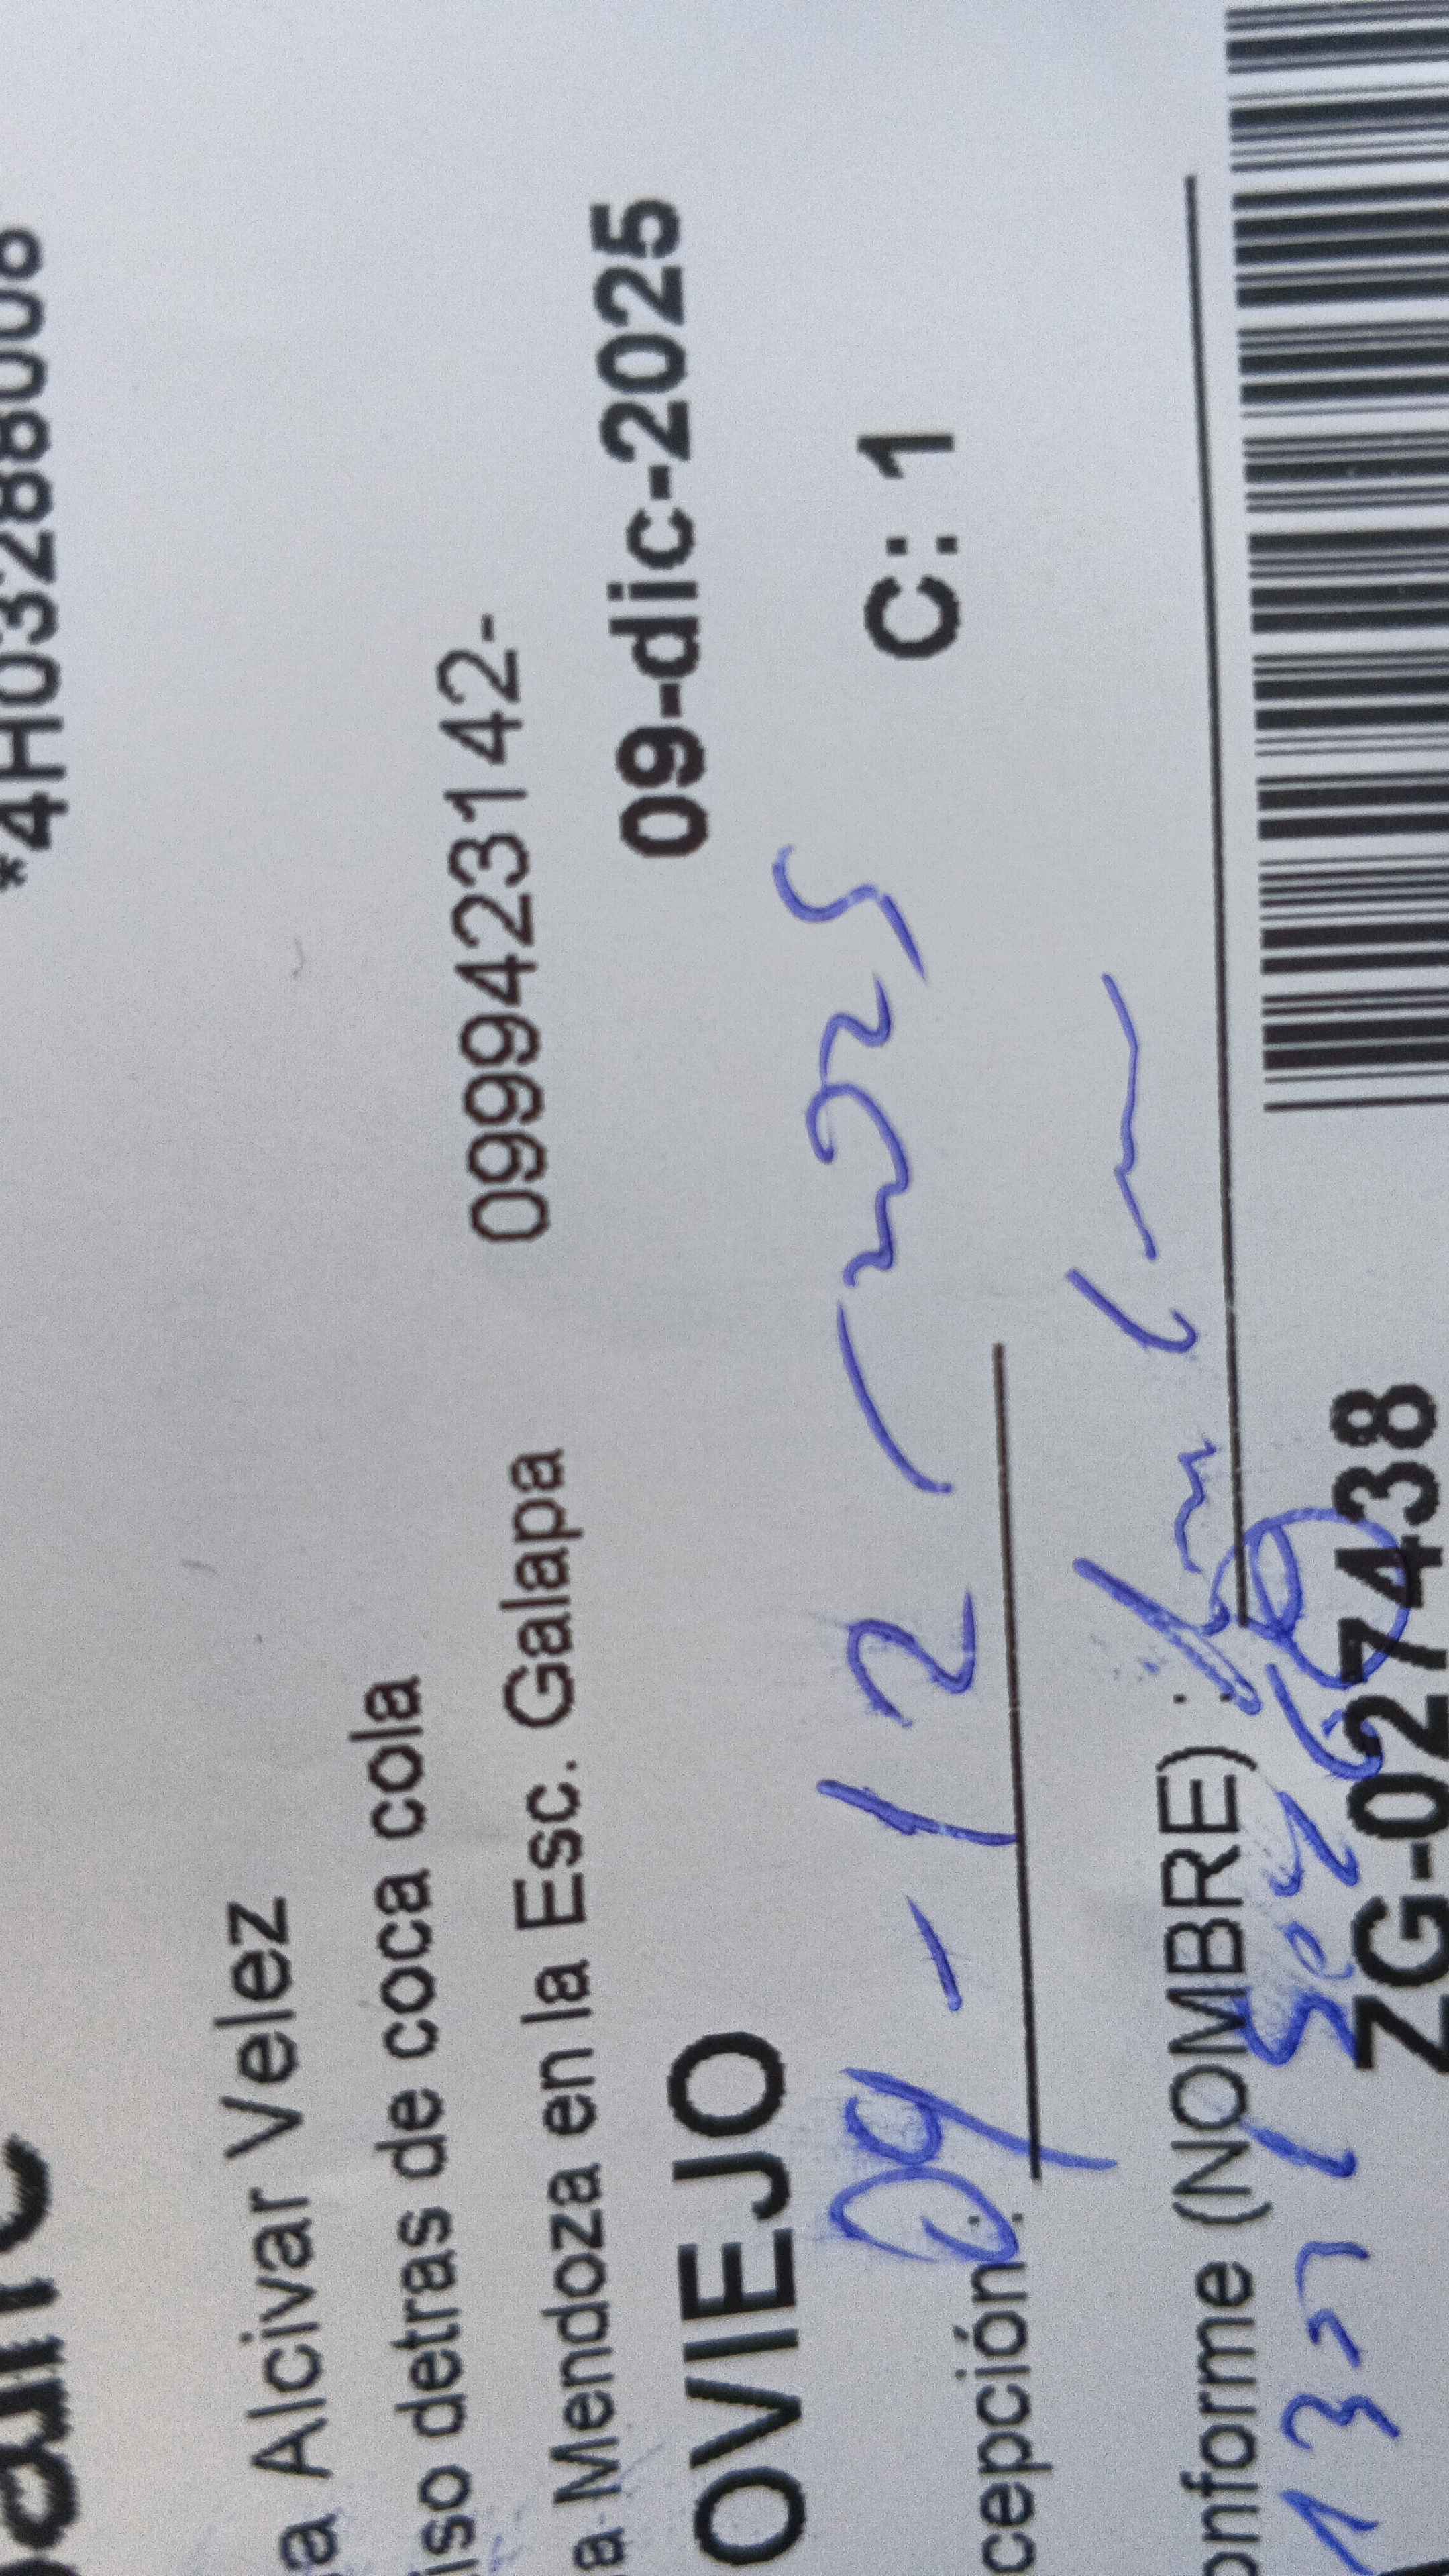 *4H03288008
a Alcivar Velez
iso detras de coca cola
0999423142-
a Mendoza en la Esc. Galapa
09-dic-2025
OVIEJO
C: 1
cepción: 09-12-2025
onforme (NOMBRE) :
ZG-027438